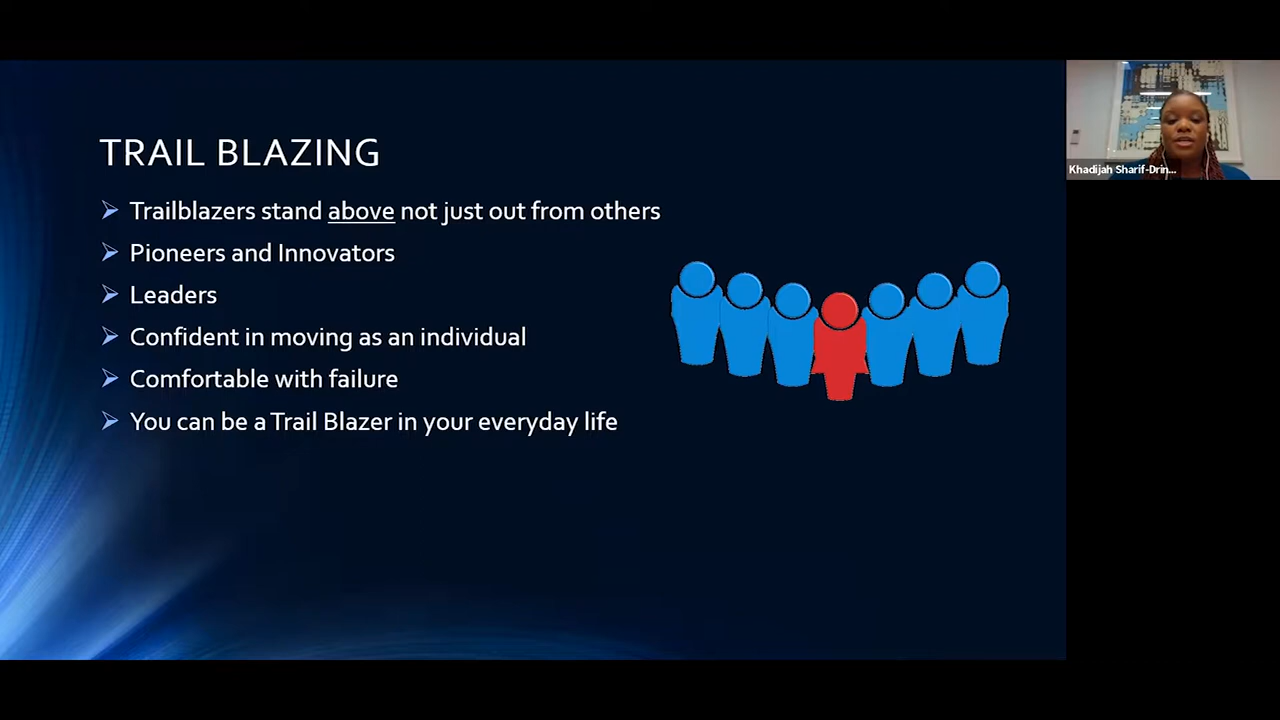 TRAIL BLAZING
Trailblazers stand above not just out from others
Pioneers and Innovators
Leaders
Confident in moving as an individual
Comfortable with failure
You can be a Trail Blazer in your everyday life
Khadijah Sharif-Drin...